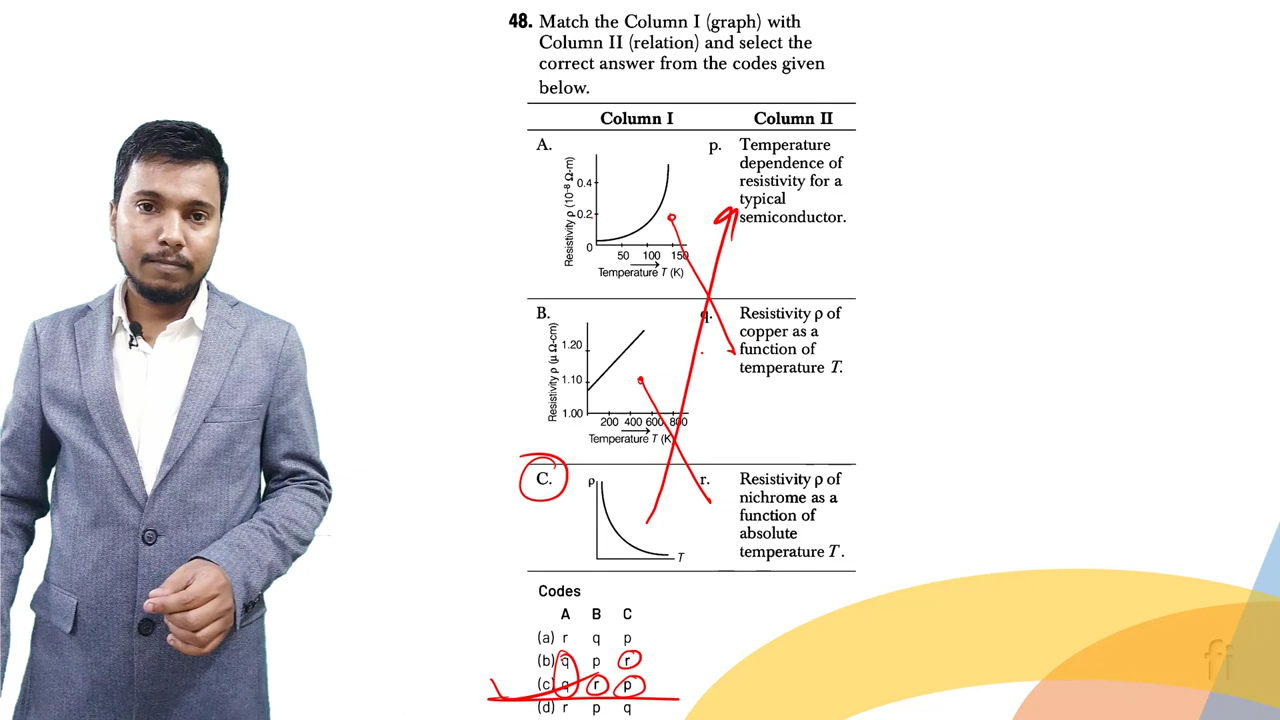 48. Match the Column I (graph) with
Column II (relation) and select the
correct answer from the codes given
below.
Column I Column II
A.
Resistivity ρ (10⁻⁸ Ω-m)
0.4
0.2
0
50 100 150
Temperature T (K)
p. Temperature
dependence of
resistivity for a
typical
semiconductor.
B.
Resistivity ρ (μ Ω-cm)
1.20
1.10
1.00
200 400 600 800
Temperature T (K)
q. Resistivity ρ of
copper as a
function of
temperature T.
C.
ρ
T
r. Resistivity ρ of
nichrome as a
function of
absolute
temperature T.
Codes
A B C
(a) r q p
(b) q p r
(c) q r p
(d) r p q